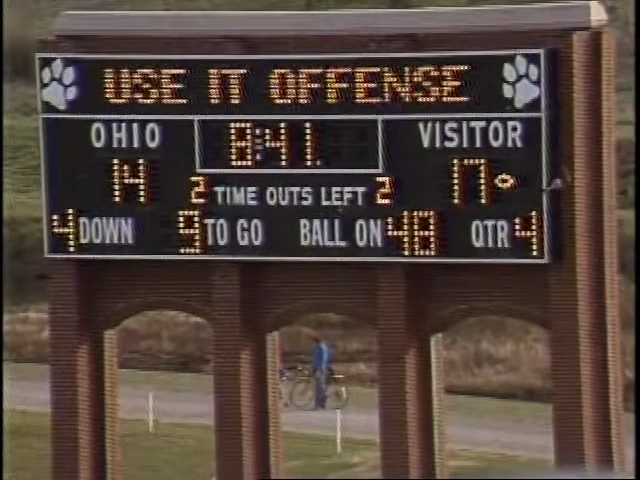 USE IT OFFENSE
OHIO 8:41 VISITOR
14 2 TIME OUTS LEFT 2 17
4 DOWN 9 TO GO BALL ON 48 QTR 4